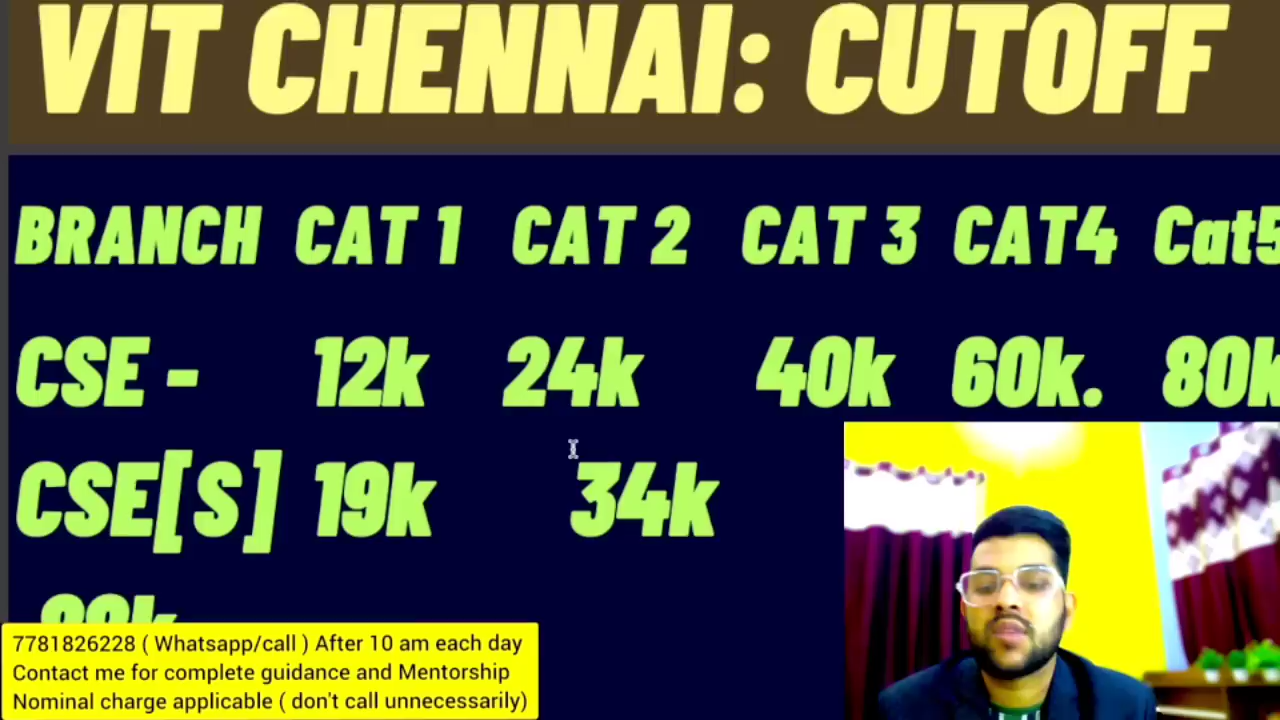 VIT CHENNAI: CUTOFF
BRANCH CAT 1 CAT 2 CAT 3 CAT4 Cat5
CSE - 12k 24k 40k 60k. 80k
CSE[S] 19k 34k
7781826228 ( Whatsapp/call ) After 10 am each day
Contact me for complete guidance and Mentorship
Nominal charge applicable ( don't call unnecessarily)